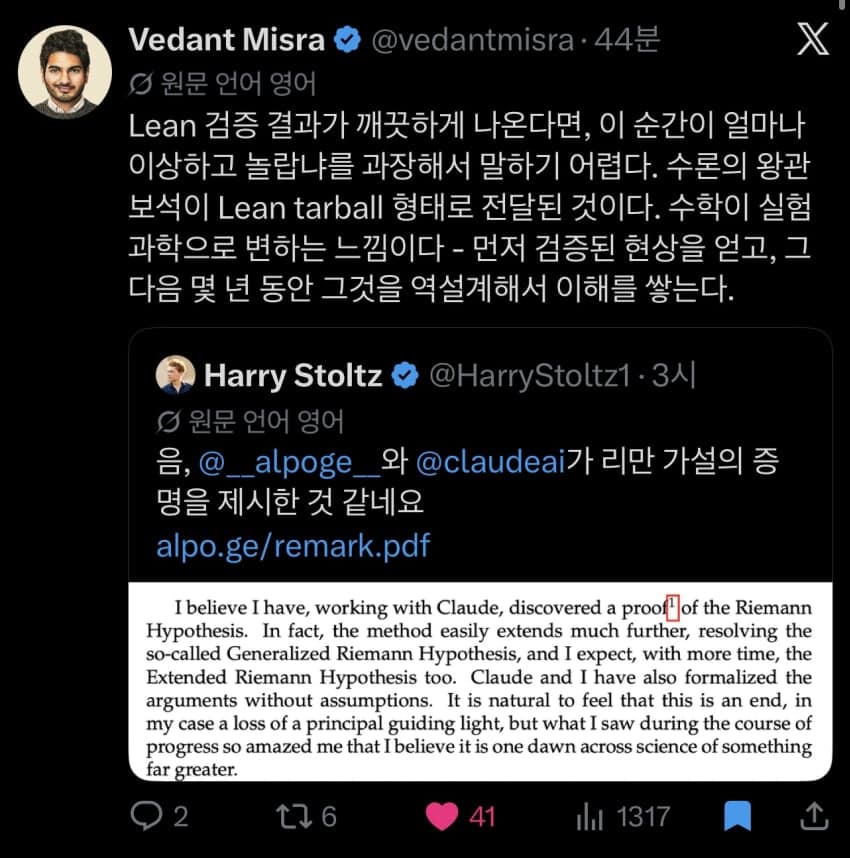 Vedant Misra @vedantmisra · 44분
원문 언어 영어
Lean 검증 결과가 깨끗하게 나온다면, 이 순간이 얼마나
이상하고 놀랍냐를 과장해서 말하기 어렵다. 수론의 왕관
보석이 Lean tarball 형태로 전달된 것이다. 수학이 실험
과학으로 변하는 느낌이다 - 먼저 검증된 현상을 얻고, 그
다음 몇 년 동안 그것을 역설계해서 이해를 쌓는다.
Harry Stoltz @HarryStoltz1 · 3시
원문 언어 영어
음, @__alpoge__와 @claudeai가 리만 가설의 증
명을 제시한 것 같네요
alpo.ge/remark.pdf
I believe I have, working with Claude, discovered a proof1 of the Riemann
Hypothesis. In fact, the method easily extends much further, resolving the
so-called Generalized Riemann Hypothesis, and I expect, with more time, the
Extended Riemann Hypothesis too. Claude and I have also formalized the
arguments without assumptions. It is natural to feel that this is an end, in
my case a loss of a principal guiding light, but what I saw during the course of
progress so amazed me that I believe it is one dawn across science of something
far greater.
2 6 41 1317